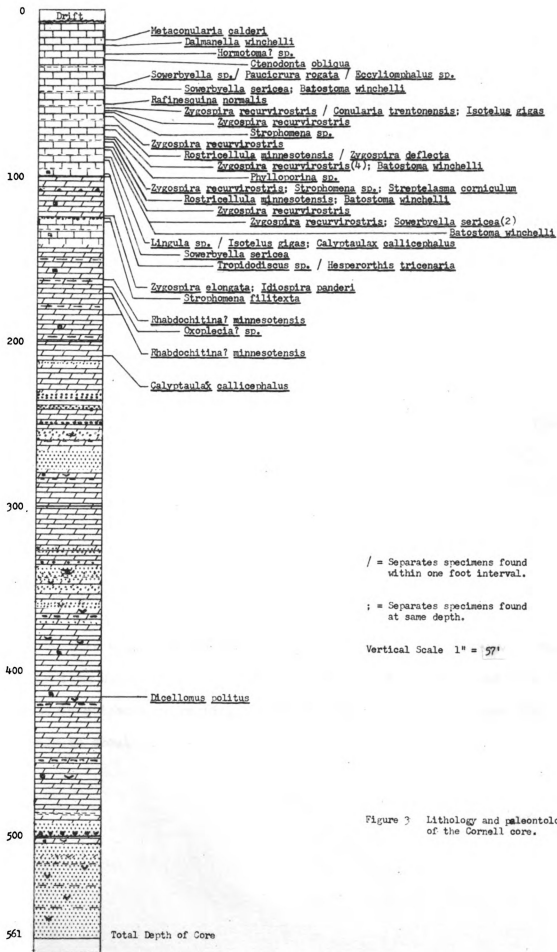 0
Drift
Metaconularia calderi
Dalmanella winchelli
Hormotoma? sp.
Ctenodonta obliqua
Sowerbyella sp./ Paucicrura rogata / Eccyliomphalus sp.
Sowerbyella sericea; Batostoma winchelli
Rafinesquina normalis
Zygospira recurvirostris / Conularia trentonensis; Isotelus gigas
Zygospira recurvirostris
Strophomena sp.
Zygospira recurvirostris
Rostricellula minnesotensis / Zygospira deflecta
Zygospira recurvirostris(4); Batostoma winchelli
Phylloporina sp.
100
Zygospira recurvirostris; Strophomena sp.; Streptelasma corniculum
Rostricellula minnesotensis; Batostoma winchelli
Zygospira recurvirostris
Zygospira recurvirostris; Sowerbyella sericea(2)
Batostoma winchelli
Lingula sp. / Isotelus gigas; Calyptaulax callicephalus
Sowerbyella sericea
Tropidodiscus sp. / Hesperorthis tricenaria
Zygospira elongata; Idiospira panderi
Strophomena filitexta
Rhabdochitina? minnesotensis
Oxoplecia? sp.
200
Rhabdochitina? minnesotensis
Calyptaulax callicephalus
300
/ = Separates specimens found
within one foot interval.
; = Separates specimens found
at same depth.
Vertical Scale 1" = 57'
400
Dicellomus politus
Figure 3 Lithology and paleontolo
of the Cornell core.
500
561
Total Depth of Core